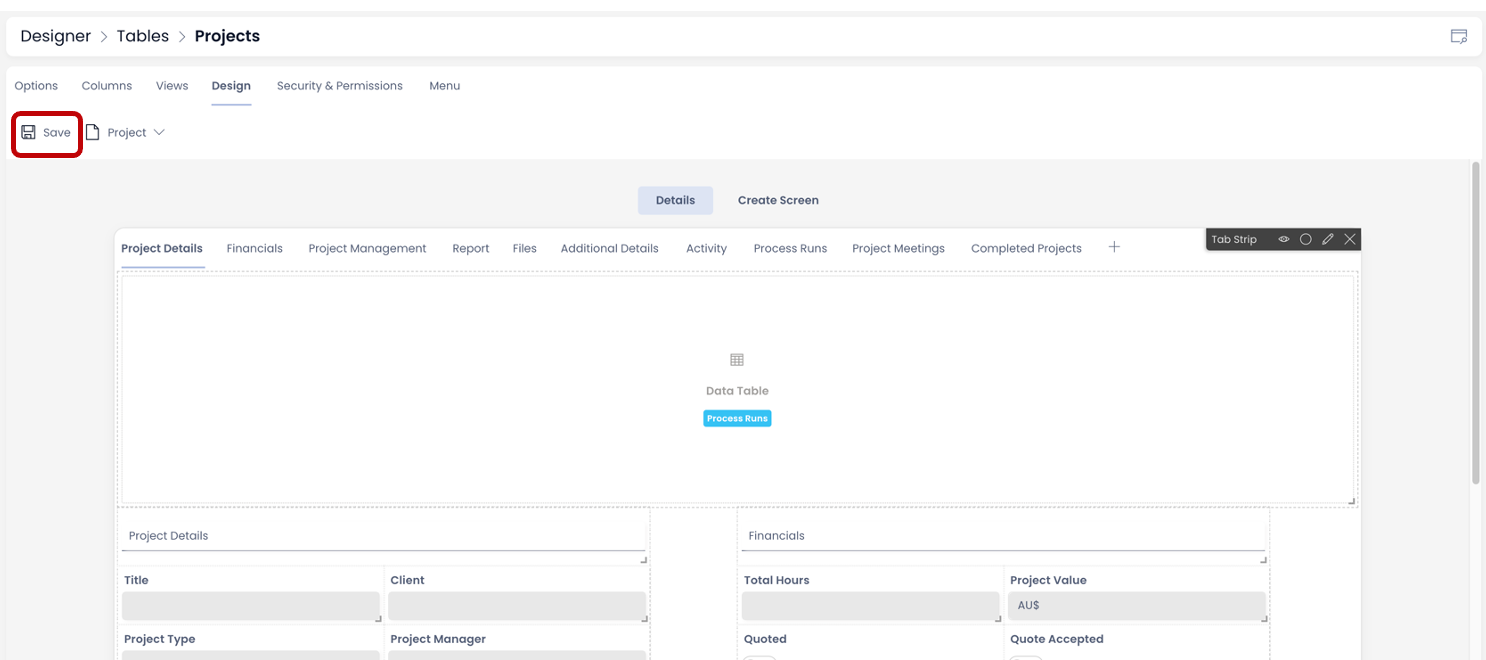 Designer > Tables > Projects
Options Columns Views Design Security & Permissions Menu
Save Project
Details Create Screen
Project Details Financials Project Management Report Files Additional Details Activity Process Runs Project Meetings Completed Projects +
Tab Strip
Data Table
Process Runs
Project Details Financials
Title Client Total Hours Project Value
AU$
Project Type Project Manager Quoted Quote Accepted